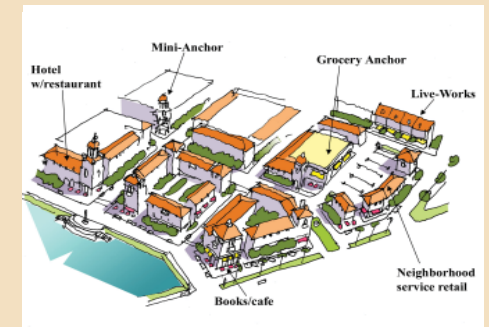 Mini-Anchor
Grocery Anchor
Hotel
w/restaurant
Live-Works
Neighborhood
service retail
Books/cafe